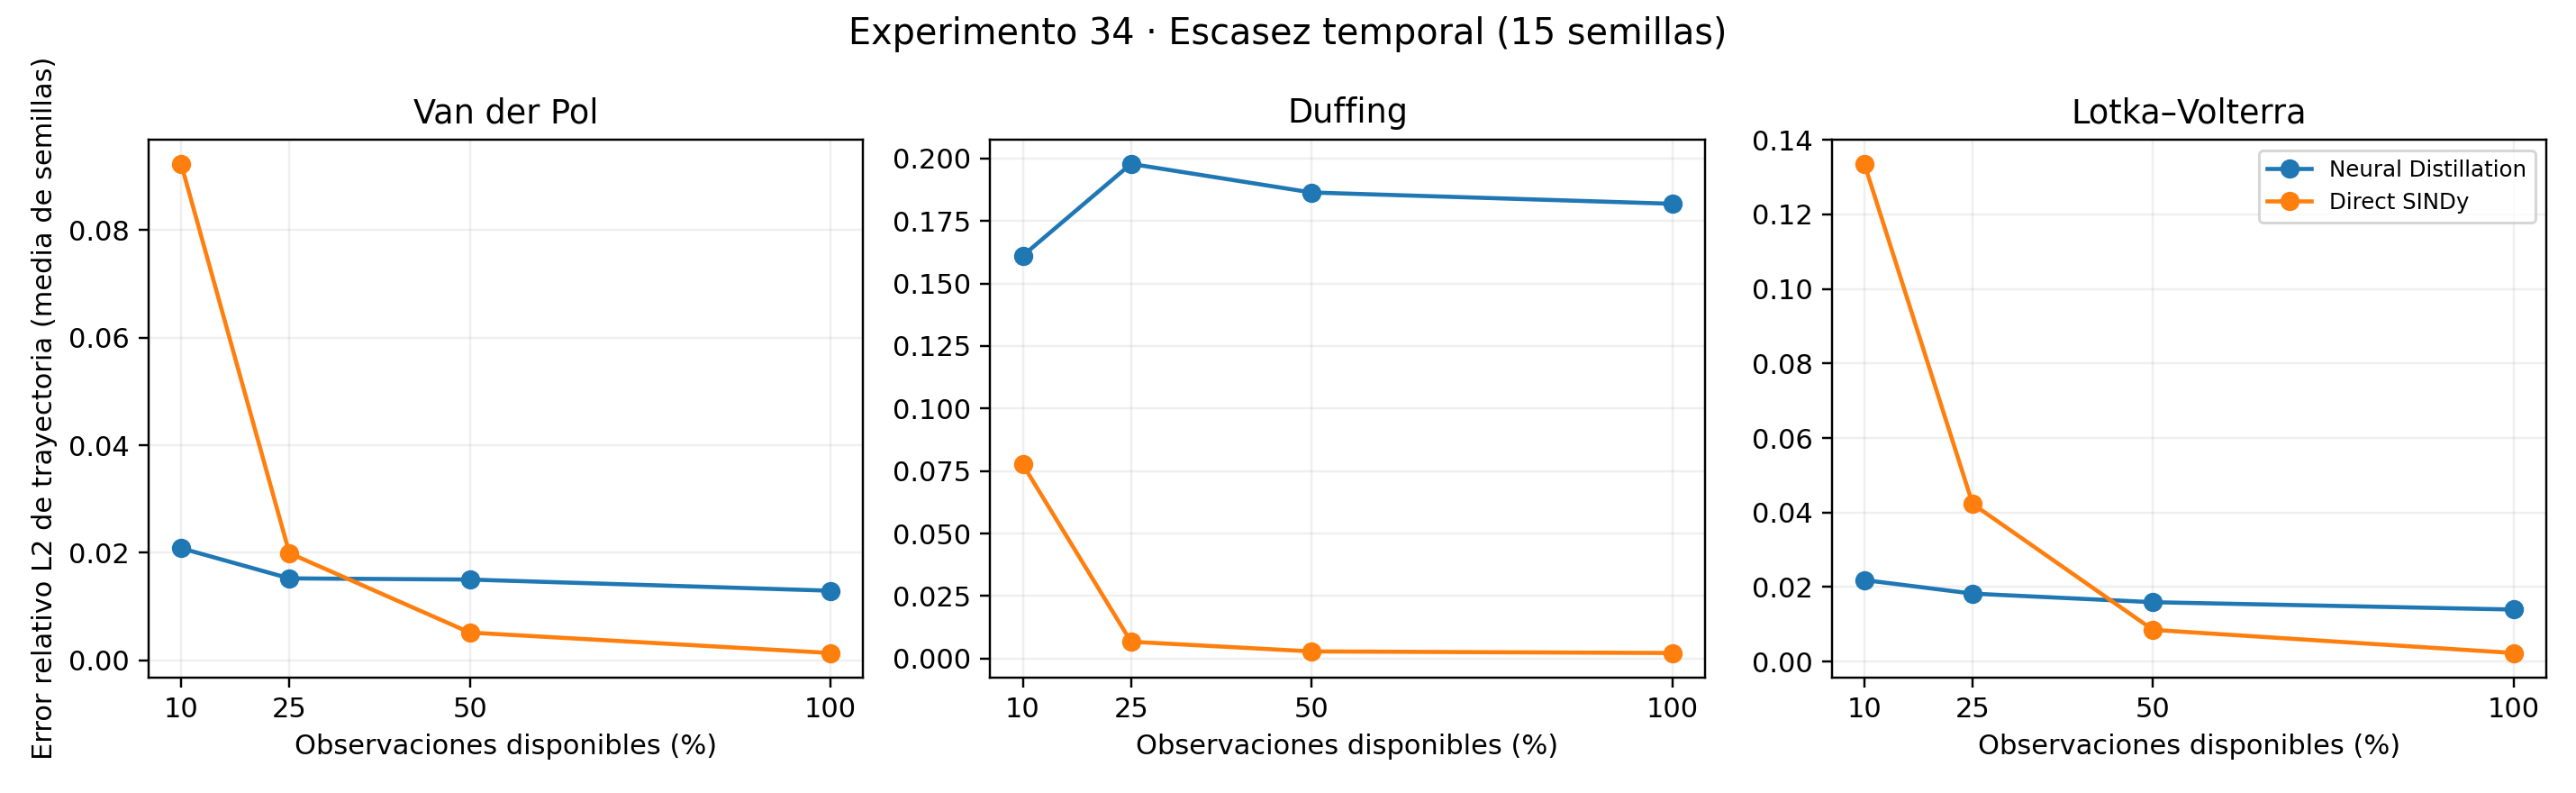 Experimento 34 · Escasez temporal (15 semillas)
Error relativo L2 de trayectoria (media de semillas)
Van der Pol
0.08
0.06
0.04
0.02
0.00
10 25 50 100
Observaciones disponibles (%)
Duffing
0.200
0.175
0.150
0.125
0.100
0.075
0.050
0.025
0.000
10 25 50 100
Observaciones disponibles (%)
Lotka–Volterra
Neural Distillation
Direct SINDy
0.14
0.12
0.10
0.08
0.06
0.04
0.02
0.00
10 25 50 100
Observaciones disponibles (%)